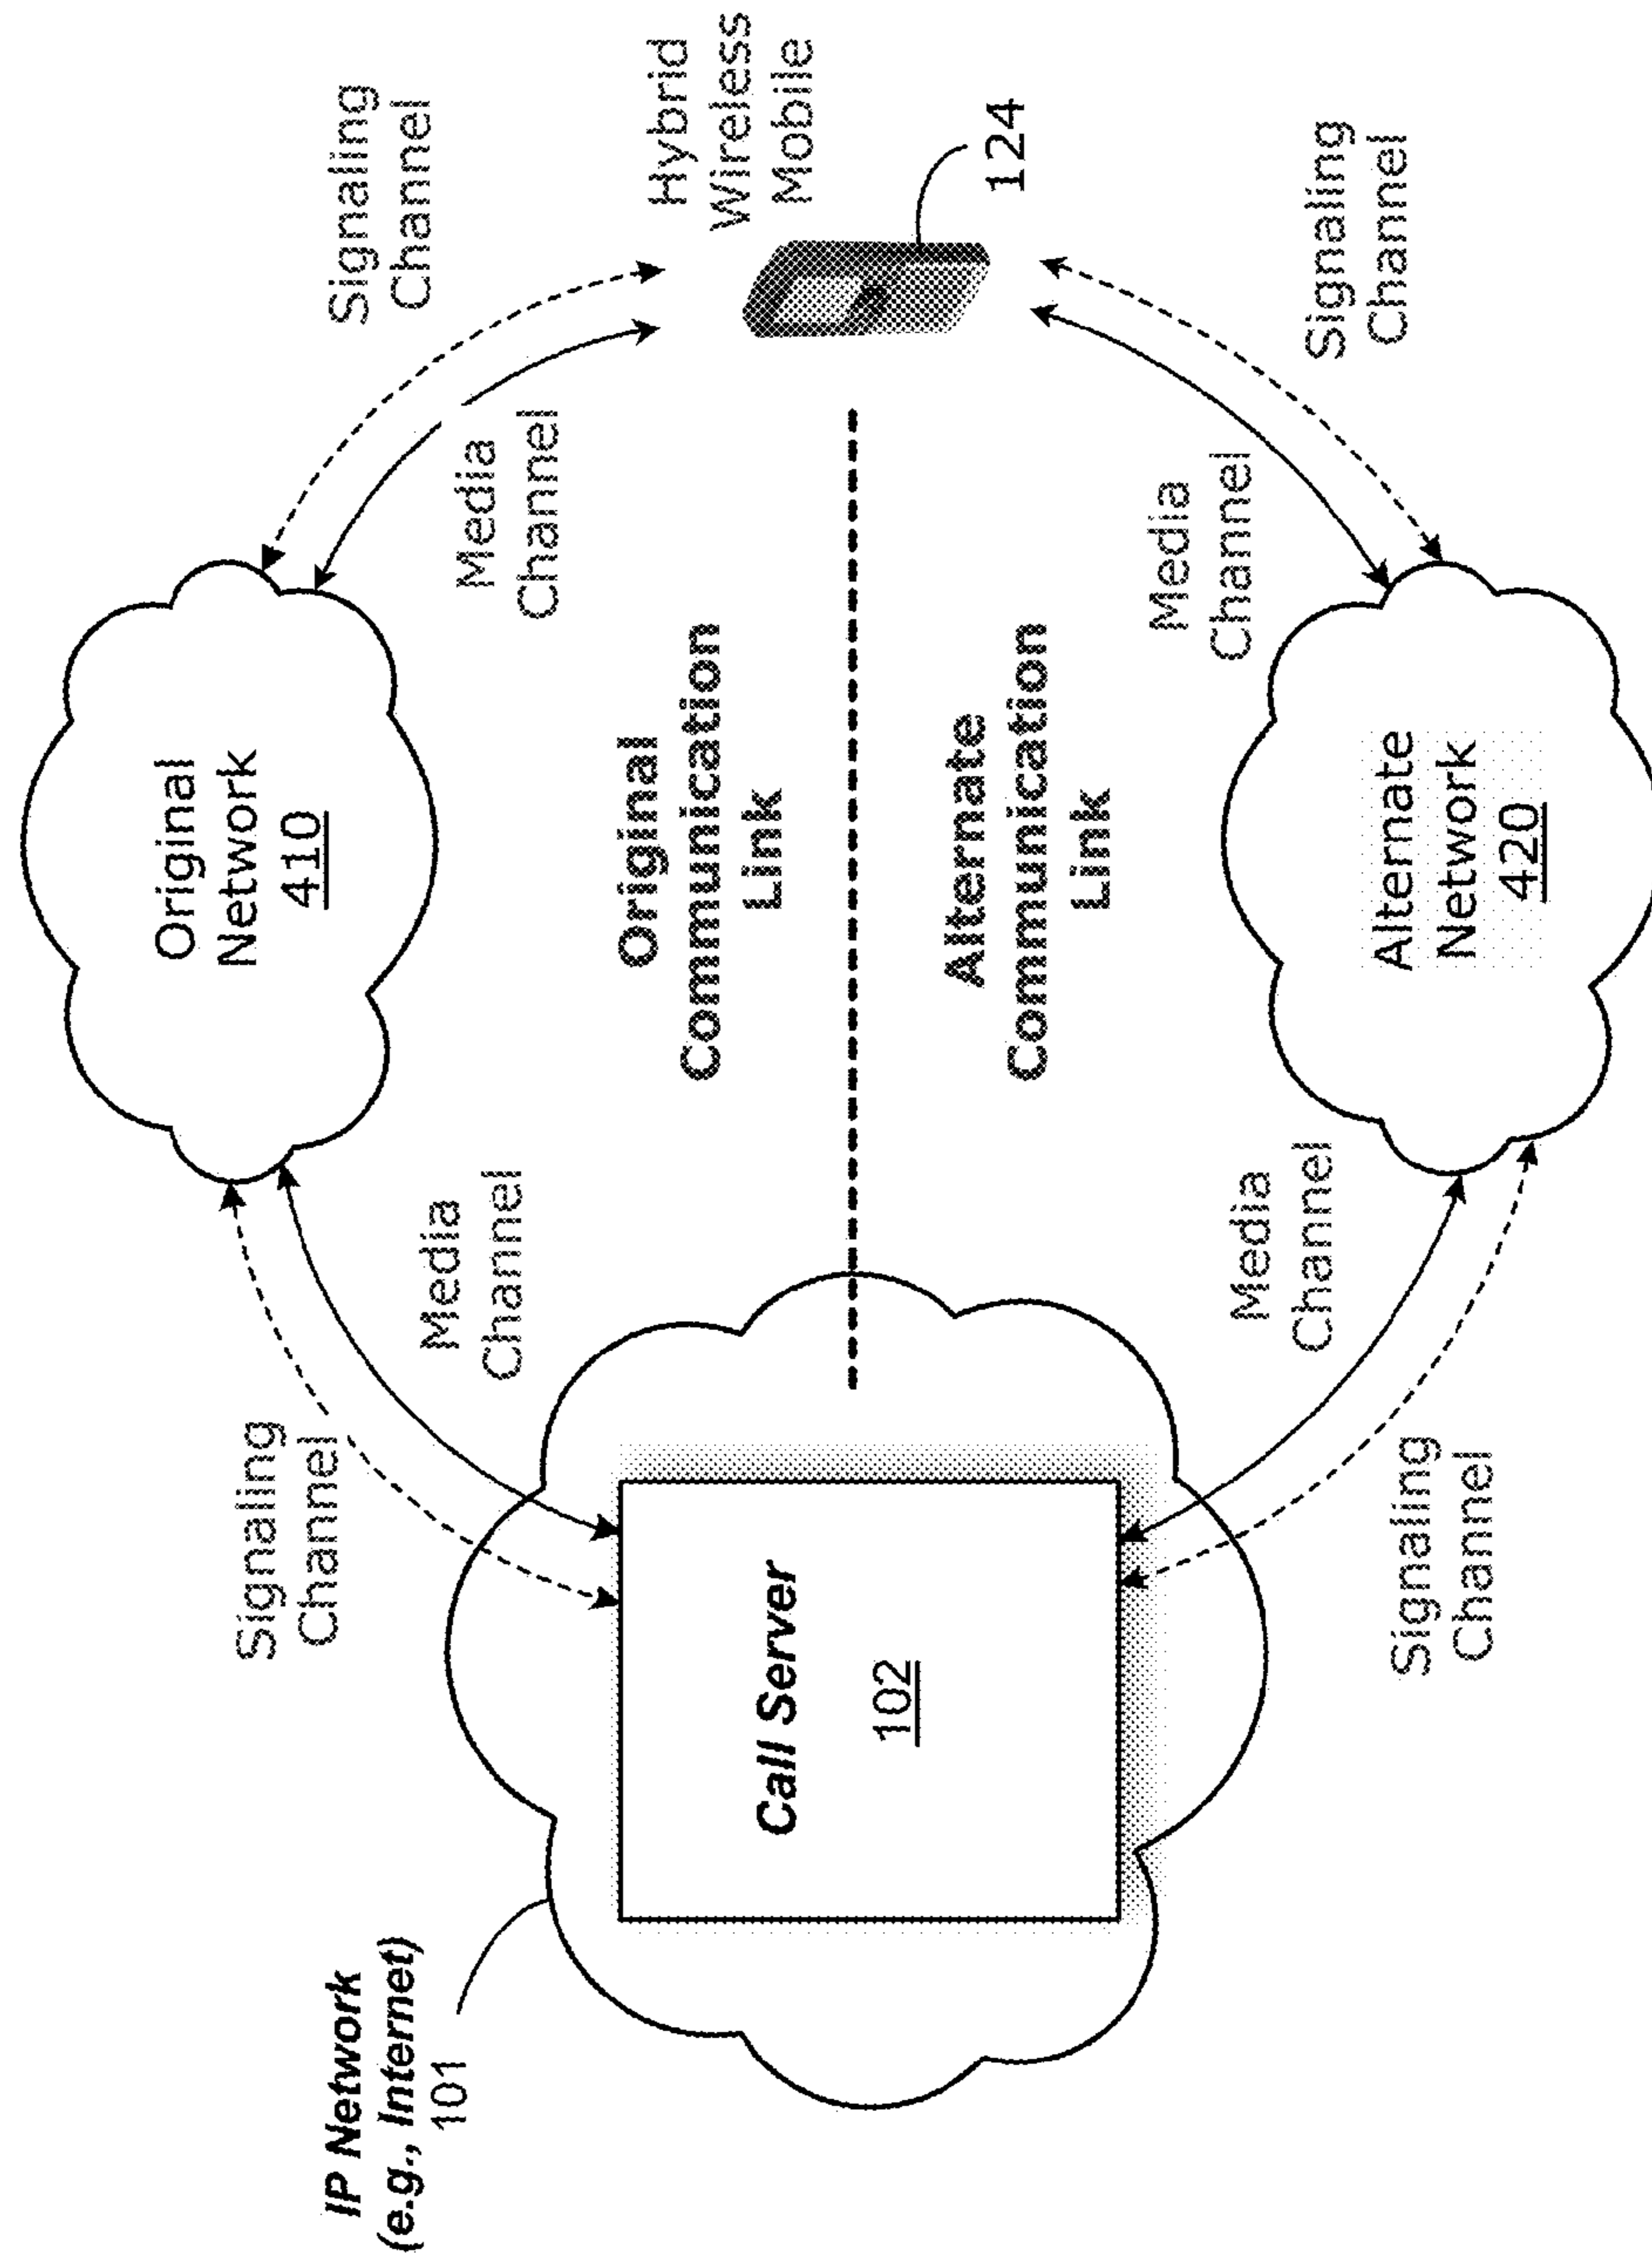 IP Network
(e.g., Internet)
101
Call Server
102
Signaling
Channel
Media
Channel
Original
Network
410
Media
Channel
Signaling
Channel
Original
Communication
Link
Alternate
Communication
Link
Hybrid
Wireless
Mobile
124
Media
Channel
Signaling
Channel
Alternate
Network
420
Media
Channel
Signaling
Channel